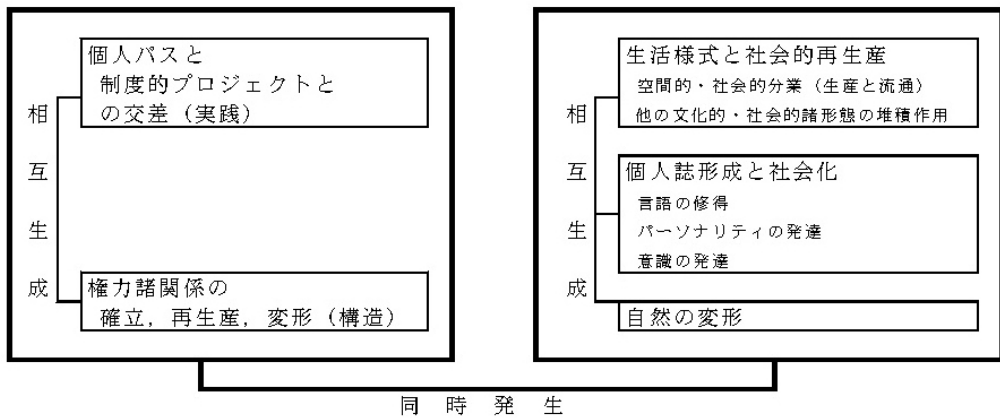 個人パスと
制度的プロジェクトと
の交差（実践）
相互生成
権力諸関係の
確立，再生産，変形（構造）
生活様式と社会的再生産
空間的・社会的分業（生産と流通）
他の文化的・社会的諸形態の堆積作用
相互生成
個人誌形成と社会化
言語の修得
パーソナリティの発達
意識の発達
自然の変形
同時発生